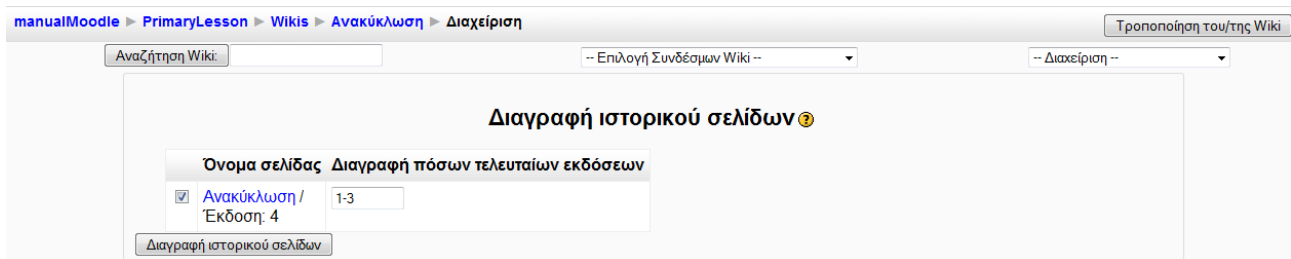 manualMoodle ► PrimaryLesson ► Wikis ► Ανακύκλωση ► Διαχείριση
Τροποποίηση του/της Wiki
Αναζήτηση Wiki: -- Επιλογή Συνδέσμων Wiki -- -- Διαχείριση --
Διαγραφή ιστορικού σελίδων
Όνομα σελίδας Διαγραφή πόσων τελευταίων εκδόσεων
Ανακύκλωση / 1-3
Έκδοση: 4
Διαγραφή ιστορικού σελίδων